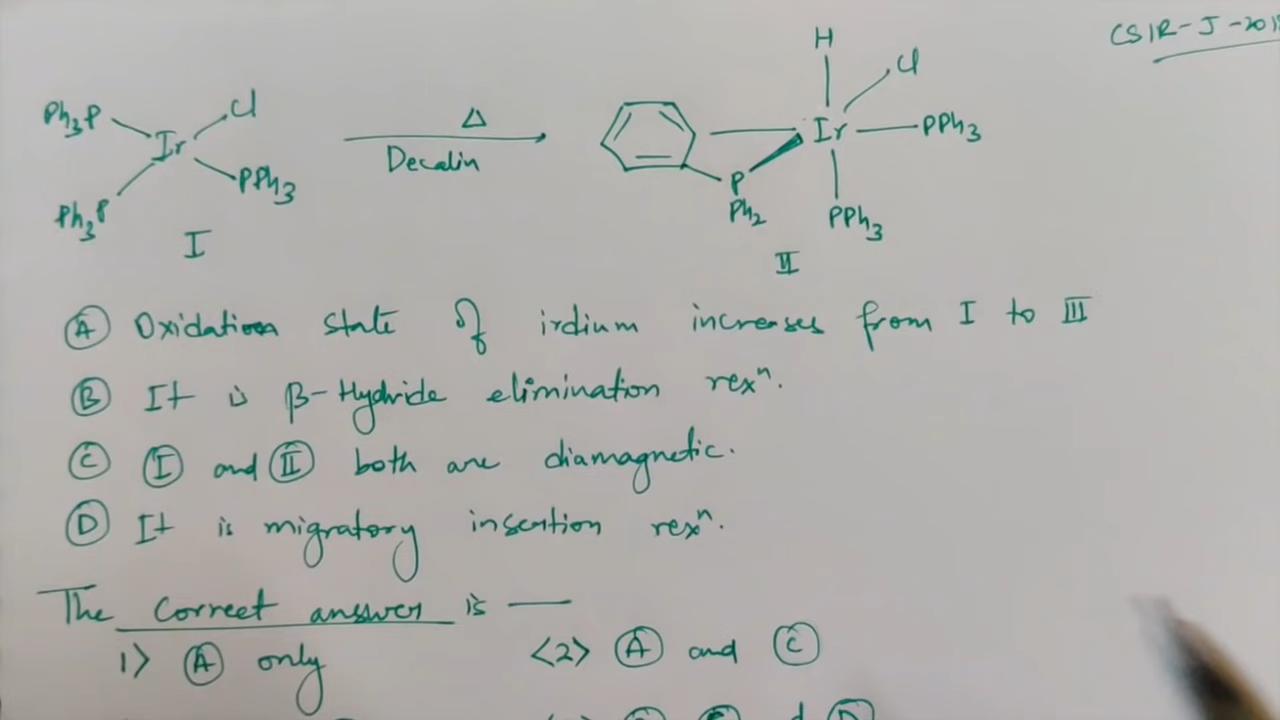 CSIR-J-201
Ph₃P Cl H Cl
Ir Δ Ir PPh₃
PPh₃ Decalin P
Ph₃P Ph₂ PPh₃
I II
Ⓐ Oxidation state of irdium increases from I to III
Ⓑ It is β-Hydride elimination rexⁿ.
Ⓒ Ⓘ and (II) both are diamagnetic.
Ⓓ It is migratory insertion rexⁿ.
The correct answer is —
1> Ⓐ only <2> Ⓐ and Ⓒ